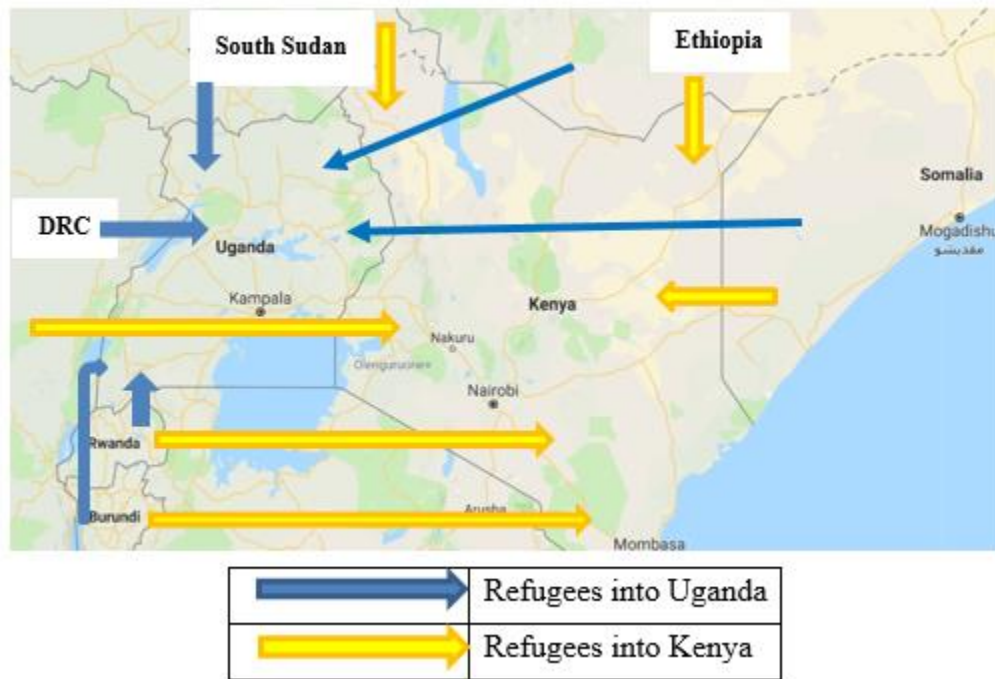 South Sudan
Ethiopia
Somalia
DRC
Mogadishu
مقديشو
Uganda
Kampala
Kenya
Nakuru
Olenguruone
Nairobi
Rwanda
Burundi
Arusha
Mombasa
Refugees into Uganda
Refugees into Kenya